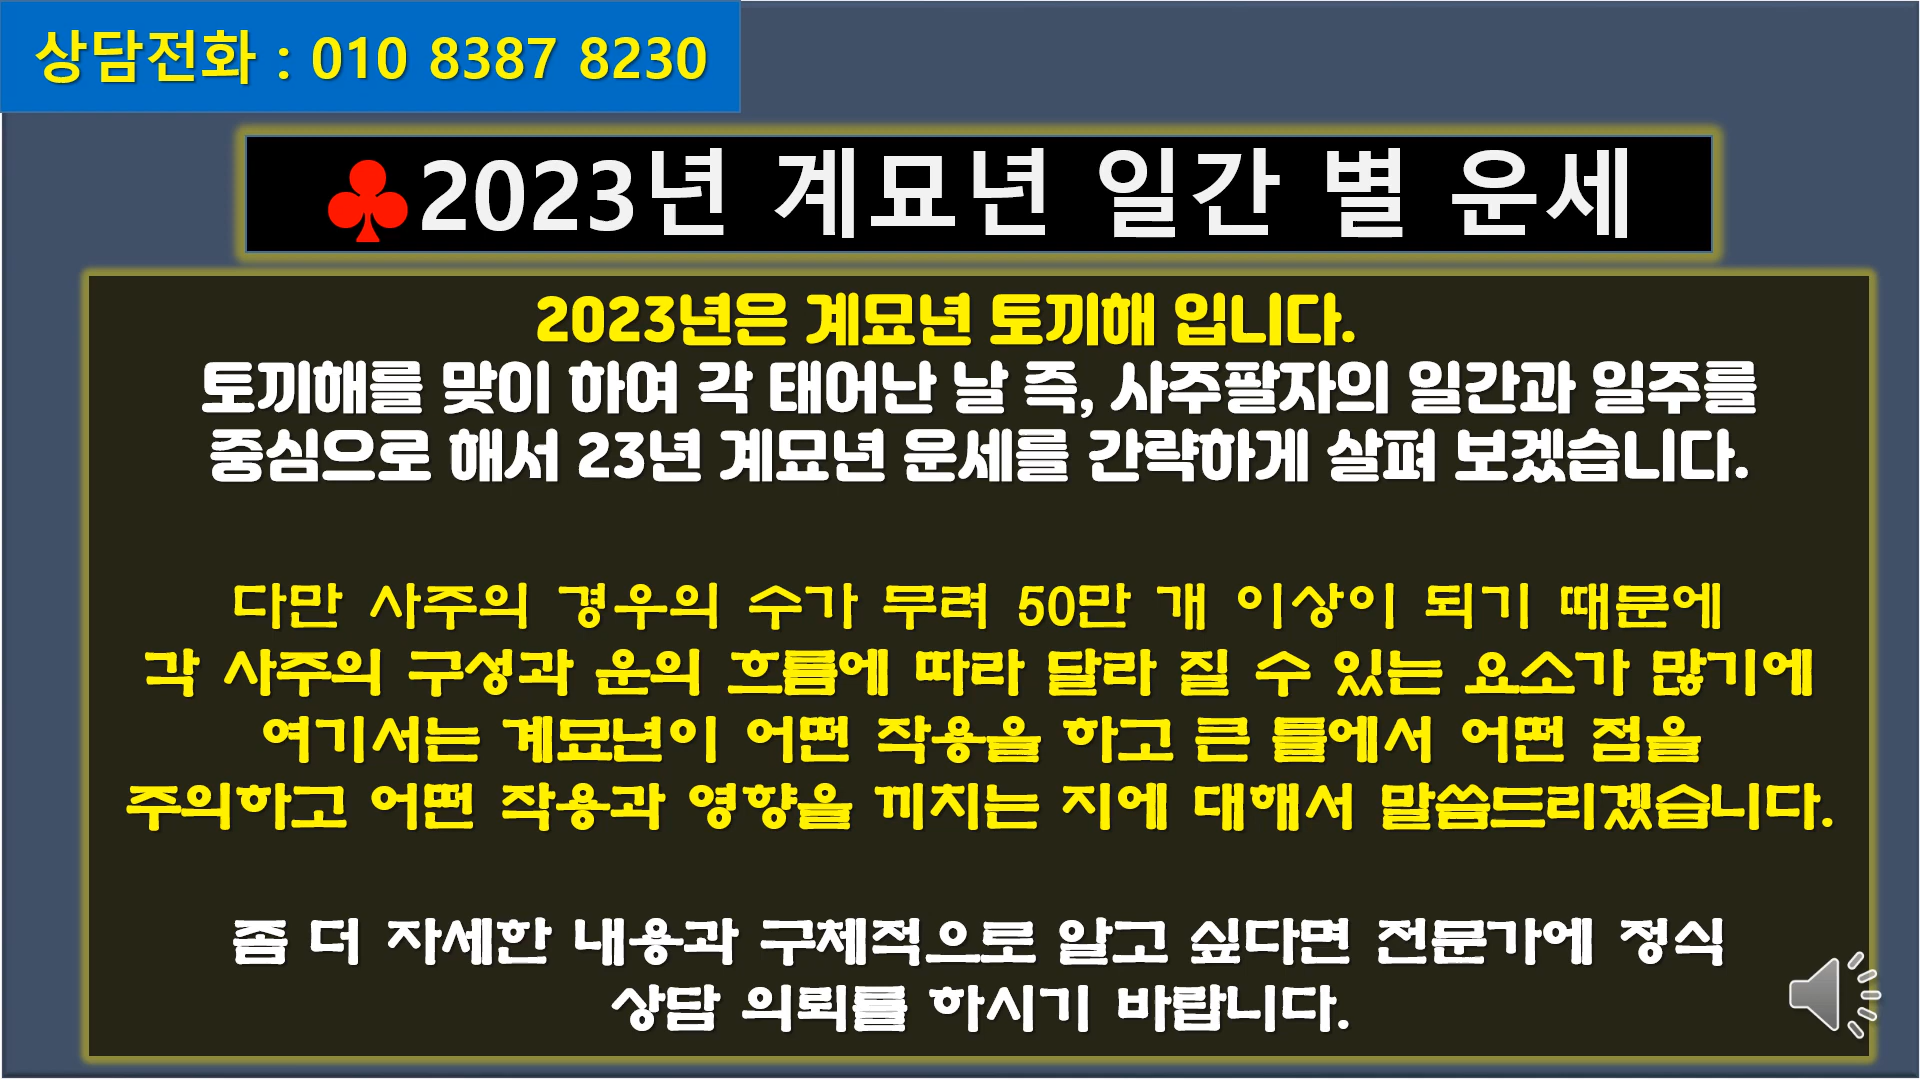 상담전화 : 010 8387 8230
♣2023년 계묘년 일간 별 운세
2023년은 계묘년 토끼해 입니다.
토끼해를 맞이 하여 각 태어난 날 즉, 사주팔자의 일간과 일주를
중심으로 해서 23년 계묘년 운세를 간략하게 살펴 보겠습니다.
다만 사주의 경우의 수가 무려 50만 개 이상이 되기 때문에
각 사주의 구성과 운의 흐름에 따라 달라 질 수 있는 요소가 많기에
여기서는 계묘년이 어떤 작용을 하고 큰 틀에서 어떤 점을
주의하고 어떤 작용과 영향을 끼치는 지에 대해서 말씀드리겠습니다.
좀 더 자세한 내용과 구체적으로 알고 싶다면 전문가에 정식
상담 의뢰를 하시기 바랍니다.